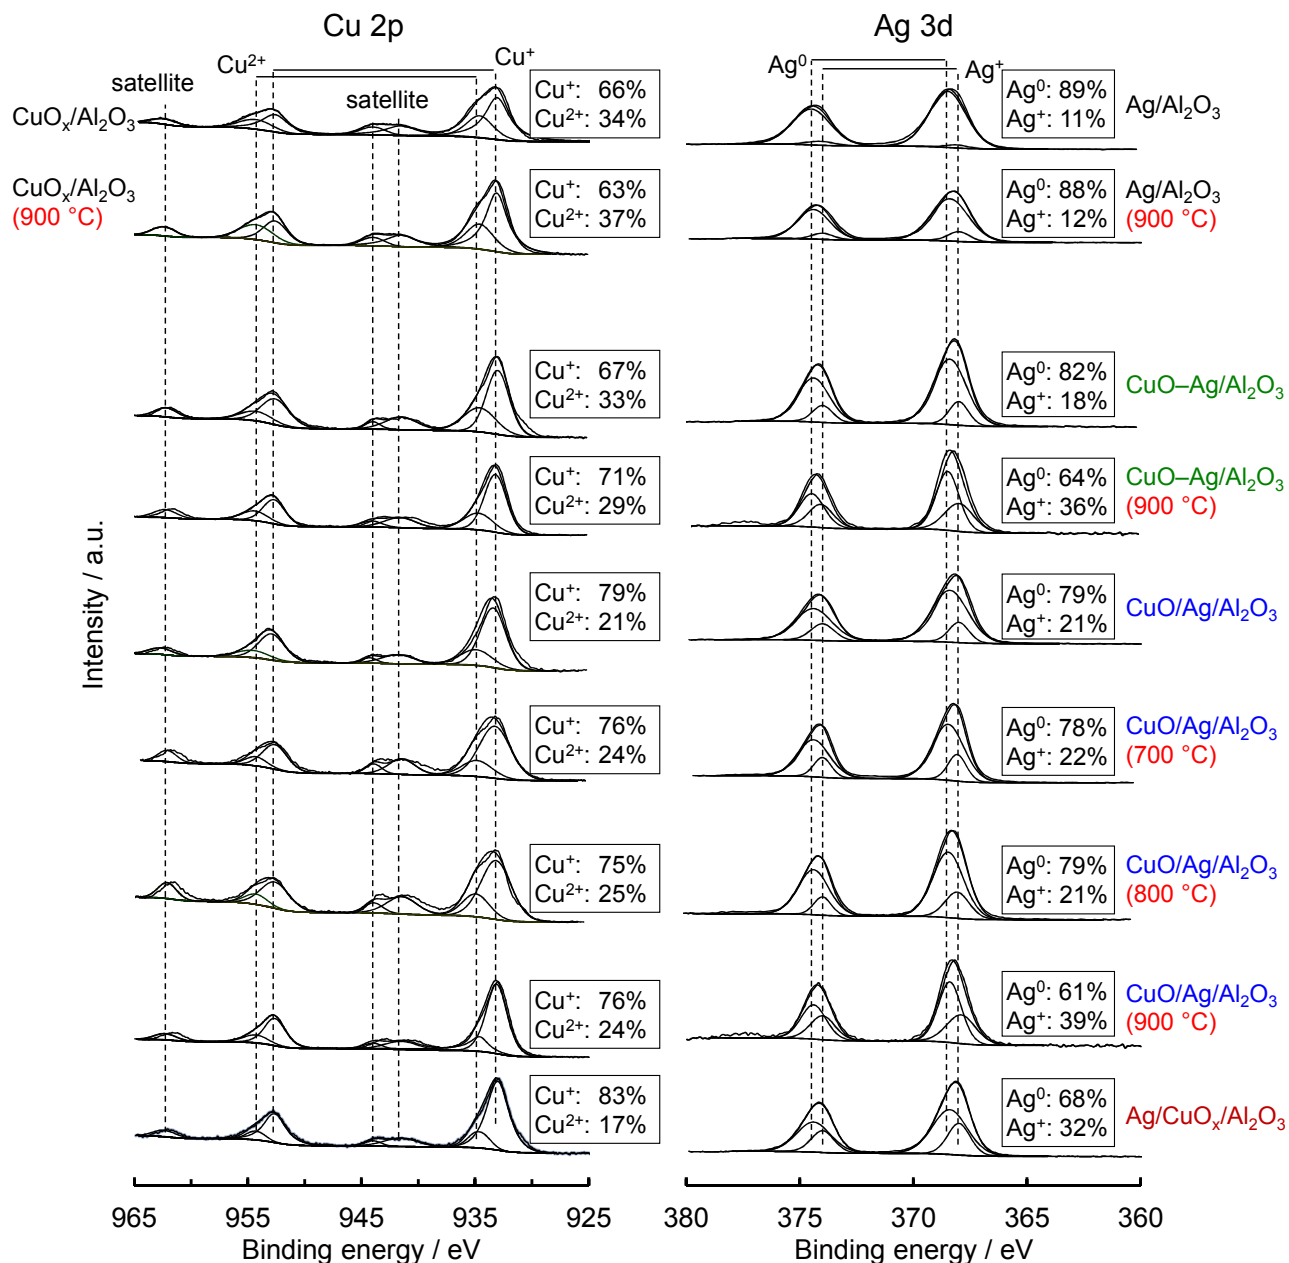 Cu 2p
Ag 3d
satellite
Cu²⁺
satellite
Cu⁺
Ag⁰
Ag⁺
CuOₓ/Al₂O₃
Cu⁺: 66%
Cu²⁺: 34%
Ag⁰: 89%
Ag⁺: 11%
Ag/Al₂O₃
CuOₓ/Al₂O₃
(900 °C)
Cu⁺: 63%
Cu²⁺: 37%
Ag⁰: 88%
Ag⁺: 12%
Ag/Al₂O₃
(900 °C)
Cu⁺: 67%
Cu²⁺: 33%
Ag⁰: 82%
Ag⁺: 18%
CuO–Ag/Al₂O₃
Cu⁺: 71%
Cu²⁺: 29%
Ag⁰: 64%
Ag⁺: 36%
CuO–Ag/Al₂O₃
(900 °C)
Cu⁺: 79%
Cu²⁺: 21%
Ag⁰: 79%
Ag⁺: 21%
CuO/Ag/Al₂O₃
Cu⁺: 76%
Cu²⁺: 24%
Ag⁰: 78%
Ag⁺: 22%
CuO/Ag/Al₂O₃
(700 °C)
Cu⁺: 75%
Cu²⁺: 25%
Ag⁰: 79%
Ag⁺: 21%
CuO/Ag/Al₂O₃
(800 °C)
Cu⁺: 76%
Cu²⁺: 24%
Ag⁰: 61%
Ag⁺: 39%
CuO/Ag/Al₂O₃
(900 °C)
Cu⁺: 83%
Cu²⁺: 17%
Ag⁰: 68%
Ag⁺: 32%
Ag/CuOₓ/Al₂O₃
Intensity / a.u.
965 955 945 935 925
380 374 370 365 360
Binding energy / eV
Binding energy / eV